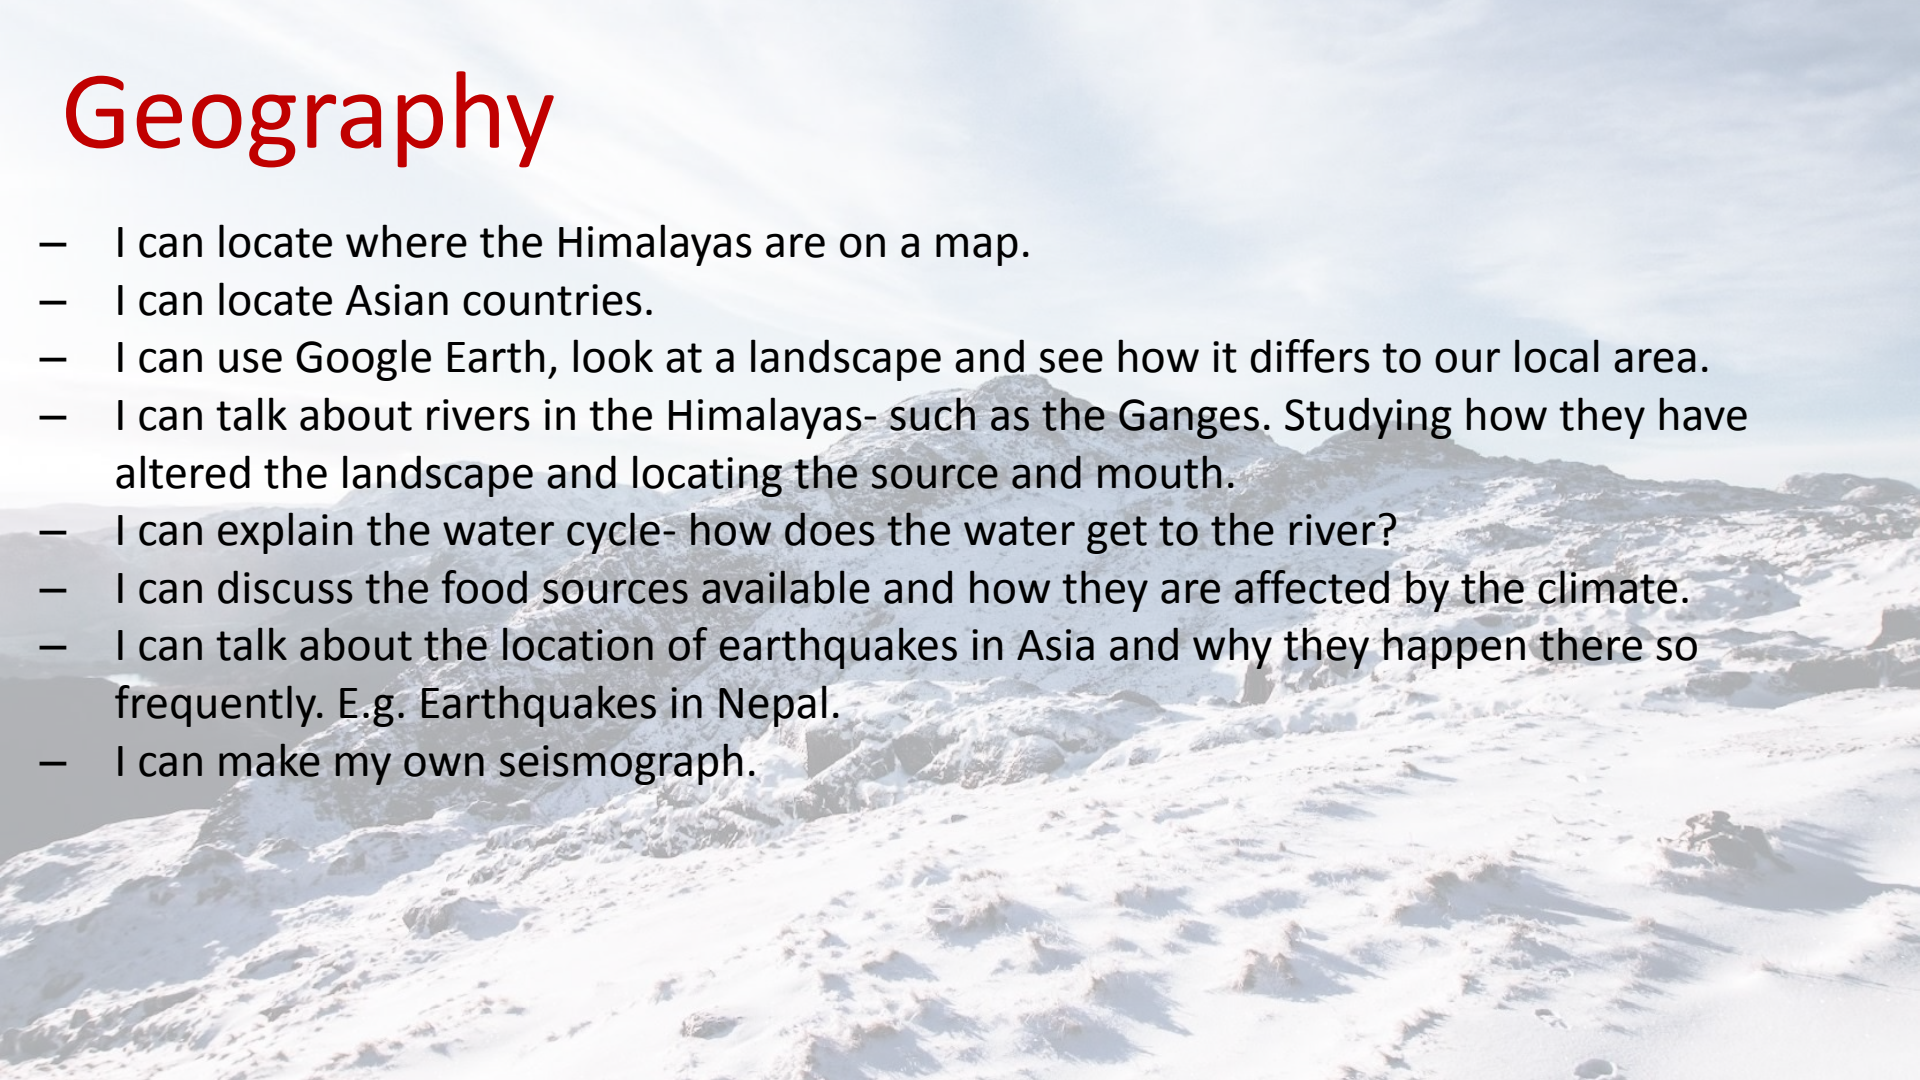 Geography
– I can locate where the Himalayas are on a map.
– I can locate Asian countries.
– I can use Google Earth, look at a landscape and see how it differs to our local area.
– I can talk about rivers in the Himalayas- such as the Ganges. Studying how they have
altered the landscape and locating the source and mouth.
– I can explain the water cycle- how does the water get to the river?
– I can discuss the food sources available and how they are affected by the climate.
– I can talk about the location of earthquakes in Asia and why they happen there so
frequently. E.g. Earthquakes in Nepal.
– I can make my own seismograph.